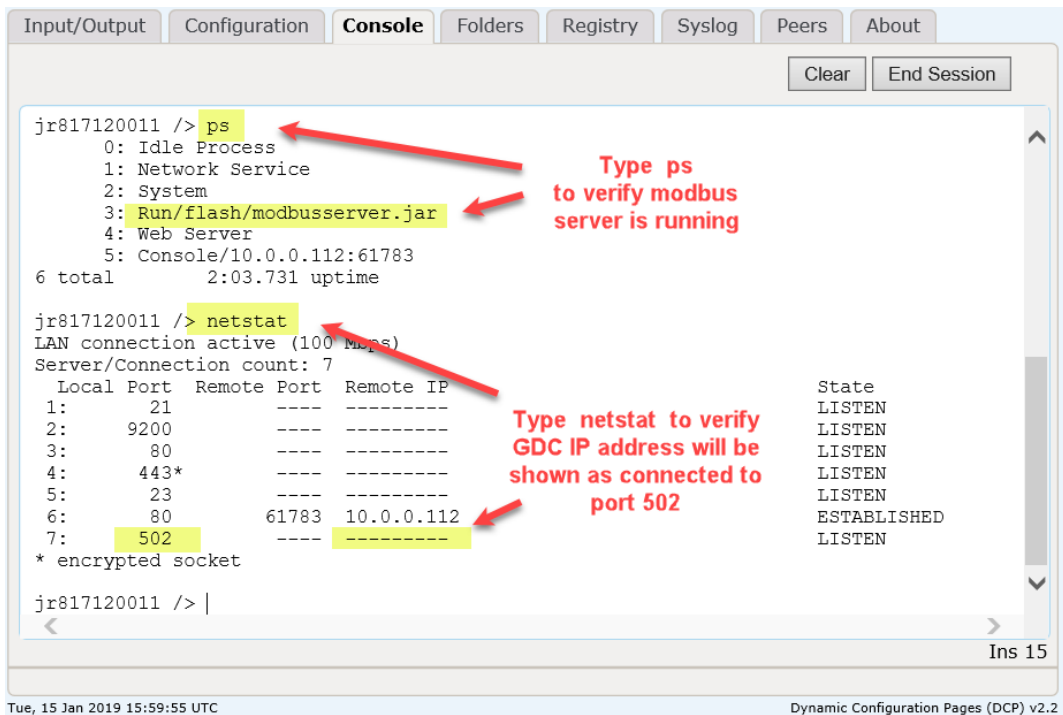 Input/Output Configuration Console Folders Registry Syslog Peers About
Clear End Session
jr817120011 /> ps
0: Idle Process
1: Network Service
2: System
3: Run/flash/modbusserver.jar
4: Web Server
5: Console/10.0.0.112:61783
6 total 2:03.731 uptime
Type ps
to verify modbus
server is running
jr817120011 /> netstat
LAN connection active (100 Mbps)
Server/Connection count: 7
Local Port Remote Port Remote IP State
1: 21 ---- --------- LISTEN
2: 9200 ---- --------- LISTEN
3: 80 ---- --------- LISTEN
4: 443* ---- --------- LISTEN
5: 23 ---- --------- LISTEN
6: 80 61783 10.0.0.112 ESTABLISHED
7: 502 ---- --------- LISTEN
* encrypted socket
Type netstat to verify
GDC IP address will be
shown as connected to
port 502
jr817120011 />
Ins 15
Tue, 15 Jan 2019 15:59:55 UTC Dynamic Configuration Pages (DCP) v2.2